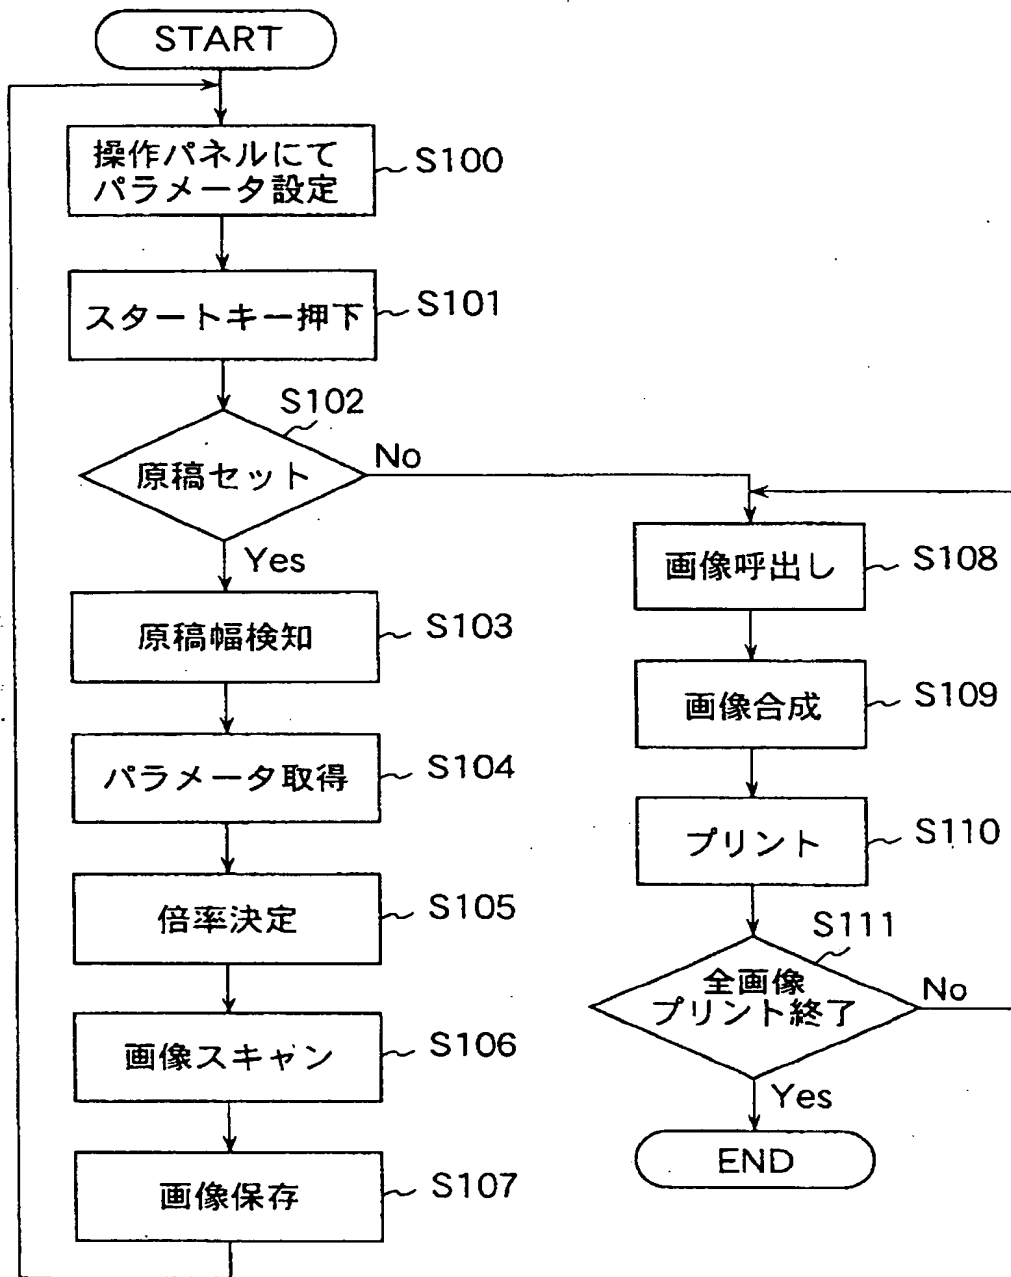 START
操作パネルにて
パラメータ設定
S100
スタートキー押下
S101
S102
原稿セット
No
Yes
原稿幅検知
S103
パラメータ取得
S104
倍率決定
S105
画像スキャン
S106
画像保存
S107
画像呼出し
S108
画像合成
S109
プリント
S110
S111
全画像
プリント終了
No
Yes
END